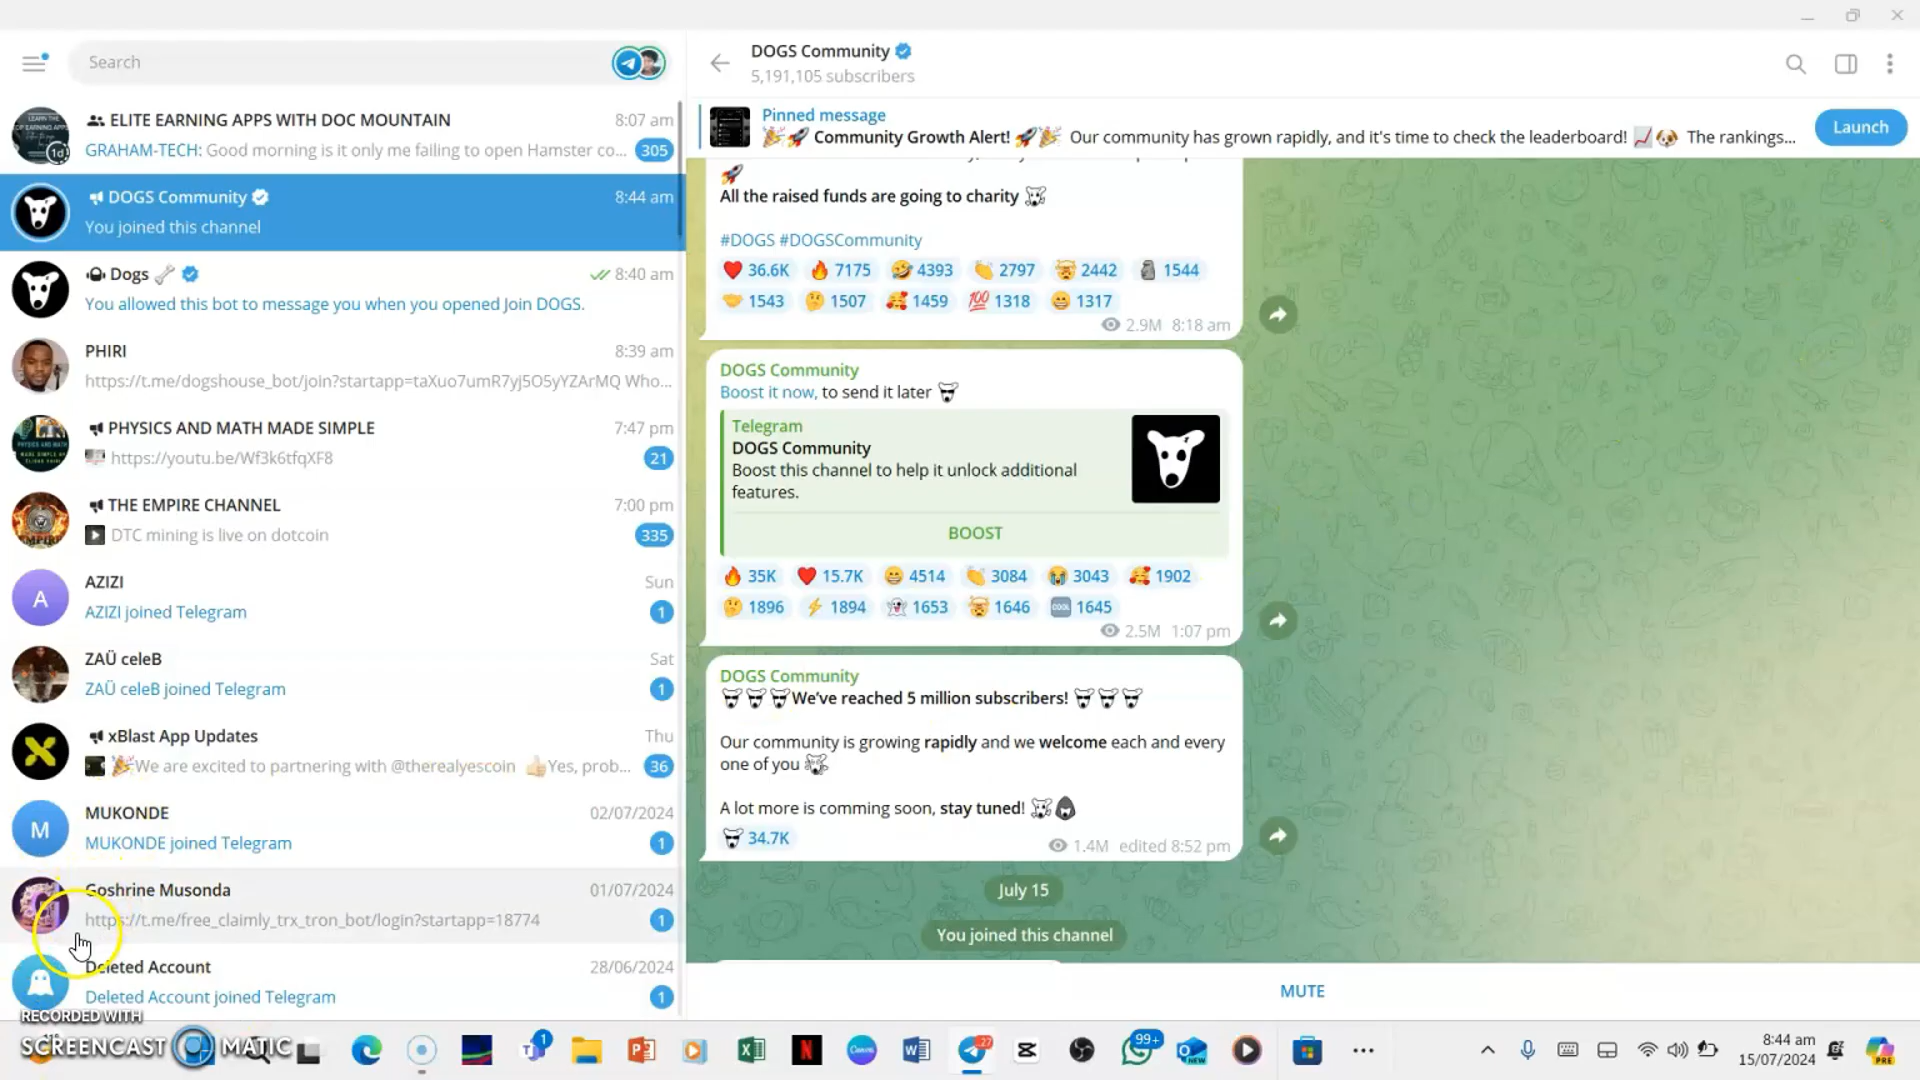 Search
ELITE EARNING APPS WITH DOC MOUNTAIN
8:07 am
GRAHAM-TECH: Good morning is it only me failing to open Hamster co...
305
1d
DOGS Community
8:44 am
You joined this channel
Dogs
8:40 am
You allowed this bot to message you when you opened Join DOGS.
PHIRI
8:39 am
https://t.me/dogshouse_bot/join?startapp=taXuo7umR7yj5O5yYZArMQ Who...
PHYSICS AND MATH MADE SIMPLE
7:47 pm
https://youtu.be/Wf3k6tfqXF8
21
THE EMPIRE CHANNEL
7:00 pm
DTC mining is live on dotcoin
335
A
AZIZI
Sun
AZIZI joined Telegram
1
ZAÜ celeB
Sat
ZAÜ celeB joined Telegram
1
xBlast App Updates
Thu
🎉We are excited to partnering with @therealyescoin 👍Yes, prob...
36
M
MUKONDE
02/07/2024
MUKONDE joined Telegram
1
Goshrine Musonda
01/07/2024
https://t.me/free_claimly_trx_tron_bot/login?startapp=18774
1
Deleted Account
28/06/2024
Deleted Account joined Telegram
1
DOGS Community
5,191,105 subscribers
Pinned message
🎉🚀 Community Growth Alert! 🚀🎉 Our community has grown rapidly, and it's time to check the leaderboard! 📈🐶 The rankings...
Launch
🚀
All the raised funds are going to charity
#DOGS #DOGSCommunity
❤️ 36.6K 🔥 7175 🤣 4393 👏 2797 🤯 2442 🗿 1544
🤝 1543 🤔 1507 🥰 1459 💯 1318 😁 1317
2.9M 8:18 am
DOGS Community
Boost it now, to send it later
Telegram
DOGS Community
Boost this channel to help it unlock additional
features.
BOOST
🔥 35K ❤️ 15.7K 😁 4514 👏 3084 😭 3043 🥰 1902
🤔 1896 ⚡ 1894 👻 1653 🤯 1646 🆒 1645
2.5M 1:07 pm
DOGS Community
We've reached 5 million subscribers!
Our community is growing rapidly and we welcome each and every
one of you
A lot more is comming soon, stay tuned!
34.7K
1.4M edited 8:52 pm
July 15
You joined this channel
MUTE
RECORDED WITH
SCREENCAST MATIC
1
27
99+
NEW
8:44 am
15/07/2024
PRE